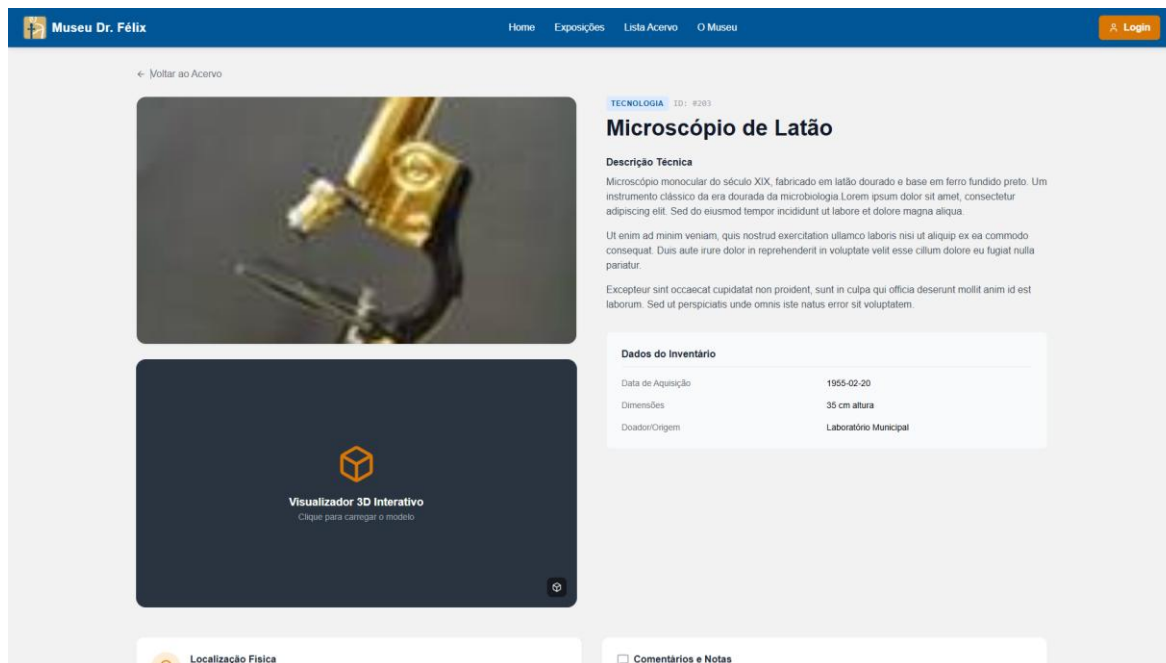 Museu Dr. Félix
Home Exposições Lista Acervo O Museu
Login
← Voltar ao Acervo
TECNOLOGIA ID: #203
Microscópio de Latão
Descrição Técnica
Microscópio monocular do século XIX, fabricado em latão dourado e base em ferro fundido preto. Um
instrumento clássico da era dourada da microbiologia.Lorem ipsum dolor sit amet, consectetur
adipiscing elit. Sed do eiusmod tempor incididunt ut labore et dolore magna aliqua.
Ut enim ad minim veniam, quis nostrud exercitation ullamco laboris nisi ut aliquip ex ea commodo
consequat. Duis aute irure dolor in reprehenderit in voluptate velit esse cillum dolore eu fugiat nulla
pariatur.
Excepteur sint occaecat cupidatat non proident, sunt in culpa qui officia deserunt mollit anim id est
laborum. Sed ut perspiciatis unde omnis iste natus error sit voluptatem.
Dados do Inventário
Data de Aquisição 1955-02-20
Dimensões 35 cm altura
Doador/Origem Laboratório Municipal
Visualizador 3D Interativo
Clique para carregar o modelo
Localização Física
Comentários e Notas